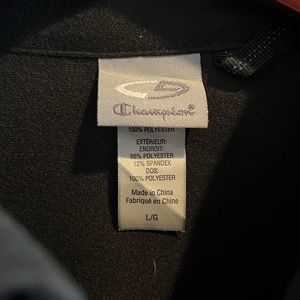 Champion®
100% POLYESTER
EXTÉRIEUR:
ENDROIT:
88% POLYESTER
12% SPANDEX
DOS:
100% POLYESTER
Made in China
Fabriqué en Chine
L/G